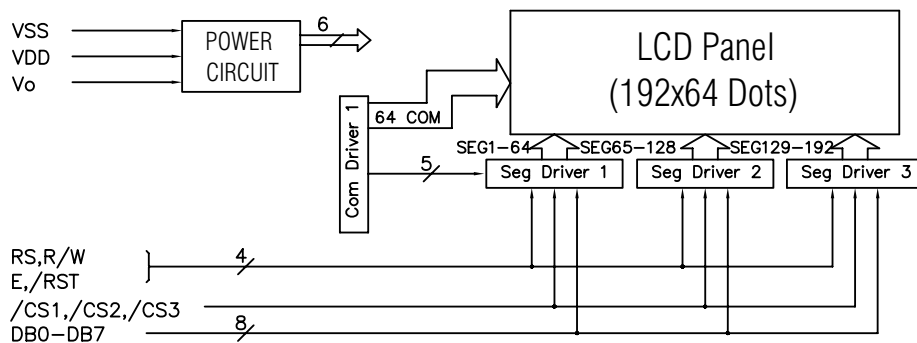 VSS
VDD
Vo
POWER
CIRCUIT
6
LCD Panel
(192x64 Dots)
Com Driver 1
64 COM
SEG1-64
SEG65-128
SEG129-192
5
Seg Driver 1
Seg Driver 2
Seg Driver 3
RS,R/W
E,/RST
4
/CS1,/CS2,/CS3
DB0-DB7
8